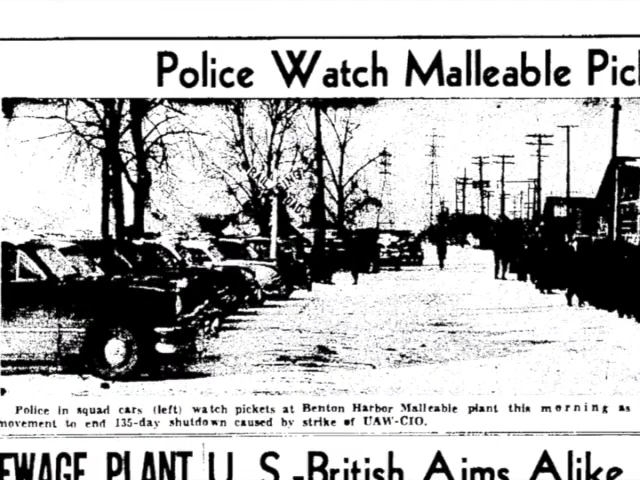 Police Watch Malleable Pic
Police in squad cars (left) watch pickets at Benton Harbor Malleable plant this morning as
movement to end 135-day shutdown caused by strike of UAW-CIO.
EWAGE PLANT U. S.-British Aims Alike